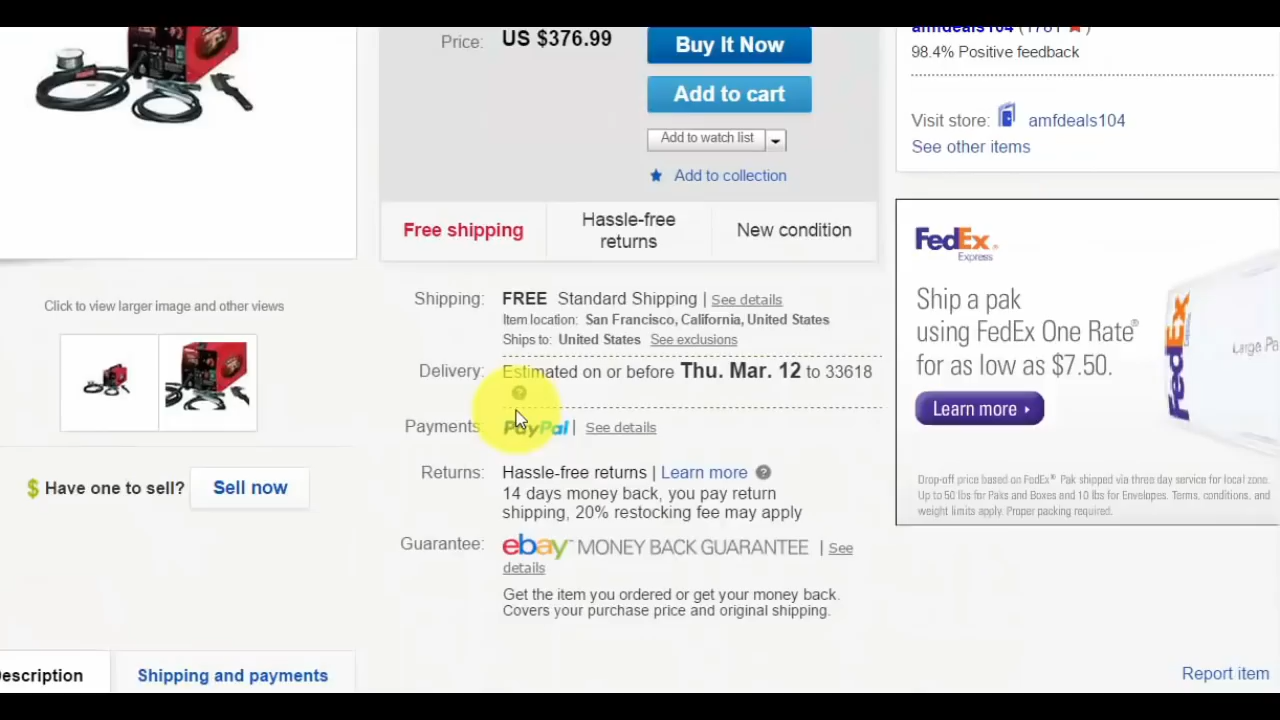 Price: US $376.99
Buy It Now
Add to cart
Add to watch list
Add to collection
Free shipping
Hassle-free
returns
New condition
amfdeals104
98.4% Positive feedback
Visit store: amfdeals104
See other items
Click to view larger image and other views
$ Have one to sell? Sell now
Shipping: FREE Standard Shipping | See details
Item location: San Francisco, California, United States
Ships to: United States See exclusions
Delivery: Estimated on or before Thu. Mar. 12 to 33618
?
Payments: PayPal | See details
Returns: Hassle-free returns | Learn more ?
14 days money back, you pay return
shipping, 20% restocking fee may apply
Guarantee: ebay™ MONEY BACK GUARANTEE | See
details
Get the item you ordered or get your money back.
Covers your purchase price and original shipping.
FedEx®
Express
Ship a pak
using FedEx One Rate®
for as low as $7.50.
Learn more
FedEx
Large Pa
Drop-off price based on FedEx® Pak shipped via three day service for local zone.
Up to 50 lbs for Paks and Boxes and 10 lbs for Envelopes. Terms, conditions, and
weight limits apply. Proper packing required.
escription
Shipping and payments
Report item